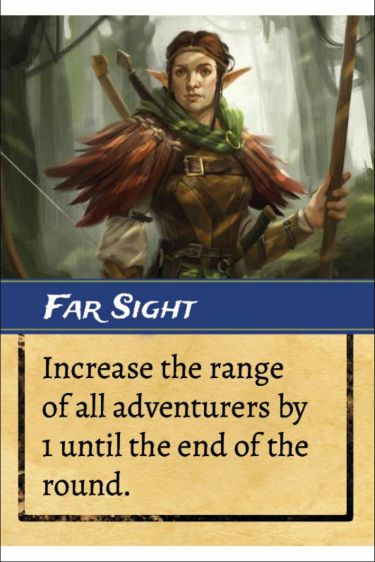 Far Sight
Increase the range
of all adventurers by
1 until the end of the
round.